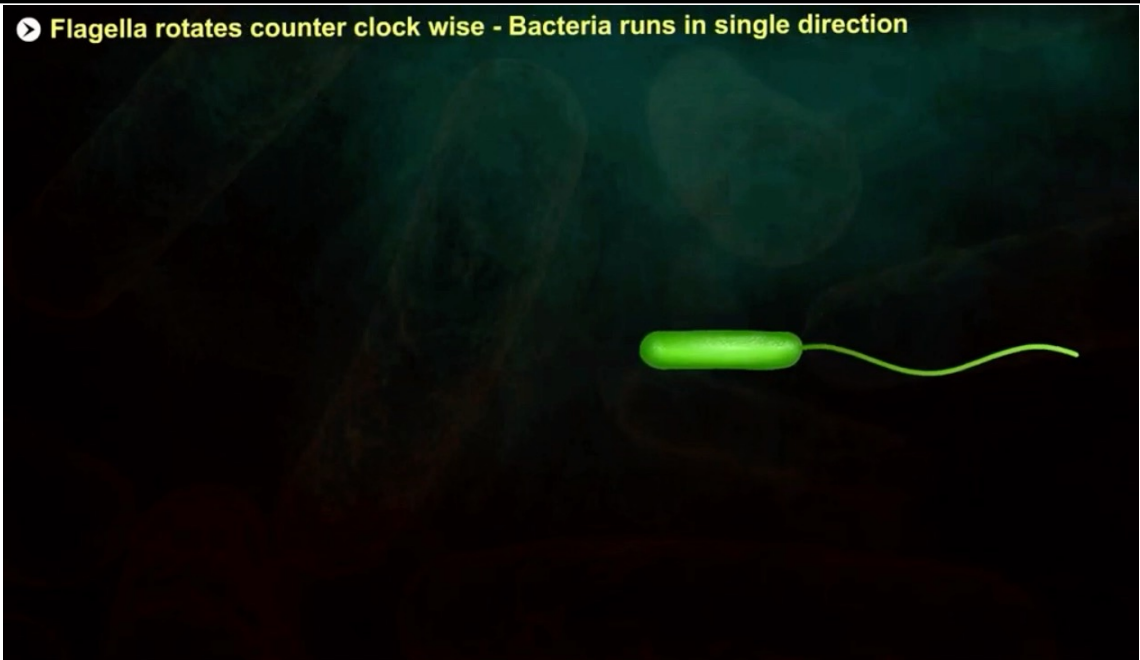 Flagella rotates counter clock wise - Bacteria runs in single direction